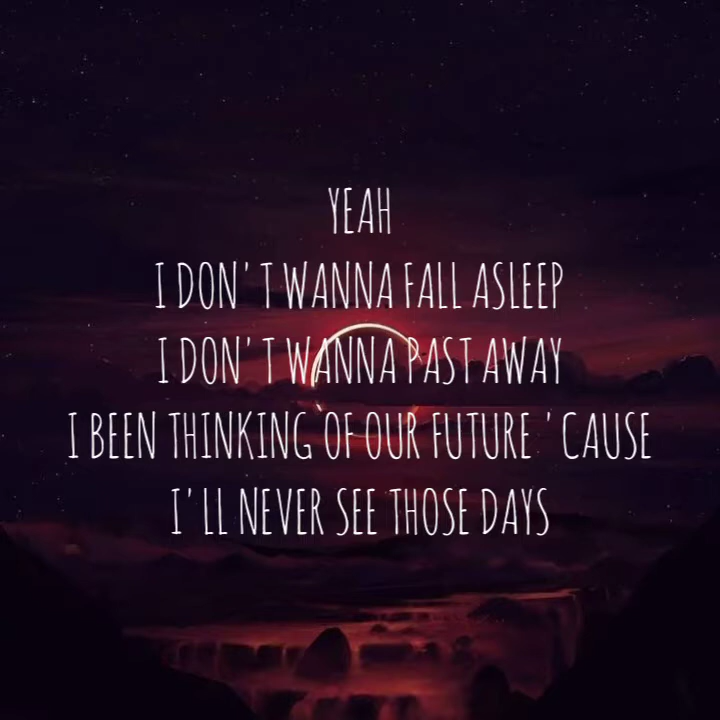 YEAH
I DON'T WANNA FALL ASLEEP
I DON'T WANNA PAST AWAY
I BEEN THINKING OF OUR FUTURE 'CAUSE
I'LL NEVER SEE THOSE DAYS